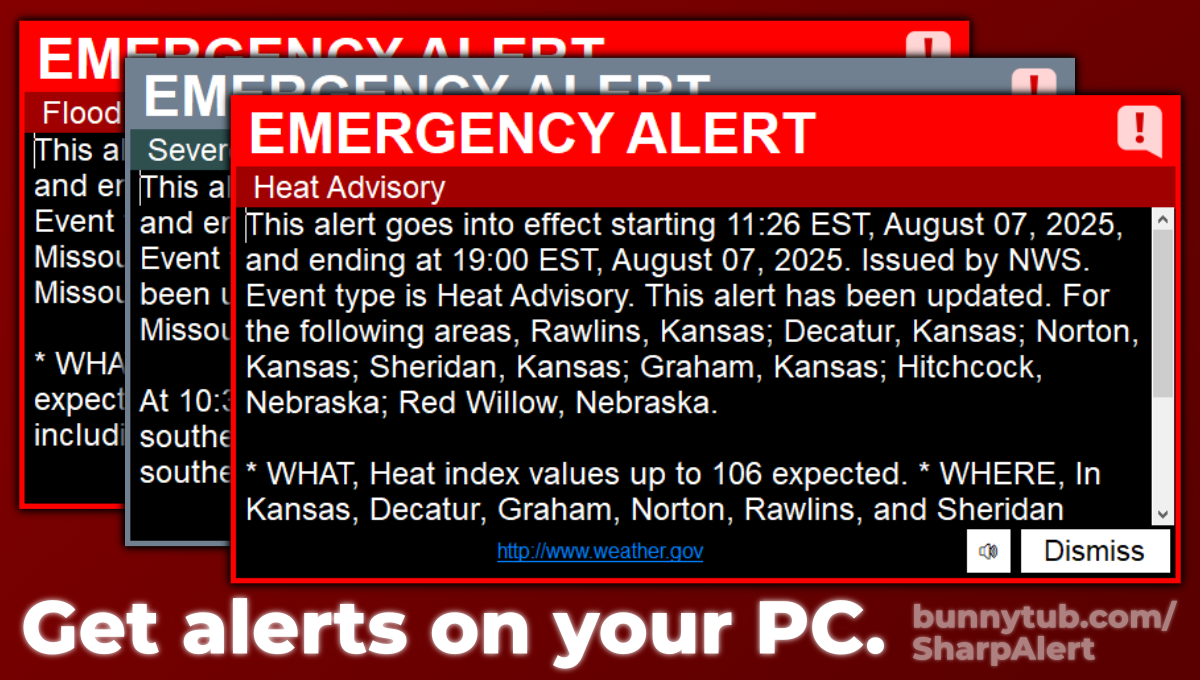 EMERGENCY ALERT
Flood
This al
and en
Event
Missou
Missou
* WHA
expect
includi
EMERGENCY ALERT
Sever
This al
and er
Event
been u
Missou
At 10:3
southe
southe
EMERGENCY ALERT
Heat Advisory
This alert goes into effect starting 11:26 EST, August 07, 2025,
and ending at 19:00 EST, August 07, 2025. Issued by NWS.
Event type is Heat Advisory. This alert has been updated. For
the following areas, Rawlins, Kansas; Decatur, Kansas; Norton,
Kansas; Sheridan, Kansas; Graham, Kansas; Hitchcock,
Nebraska; Red Willow, Nebraska.
* WHAT, Heat index values up to 106 expected. * WHERE, In
Kansas, Decatur, Graham, Norton, Rawlins, and Sheridan
http://www.weather.gov
Dismiss
Get alerts on your PC.
bunnytub.com/
SharpAlert